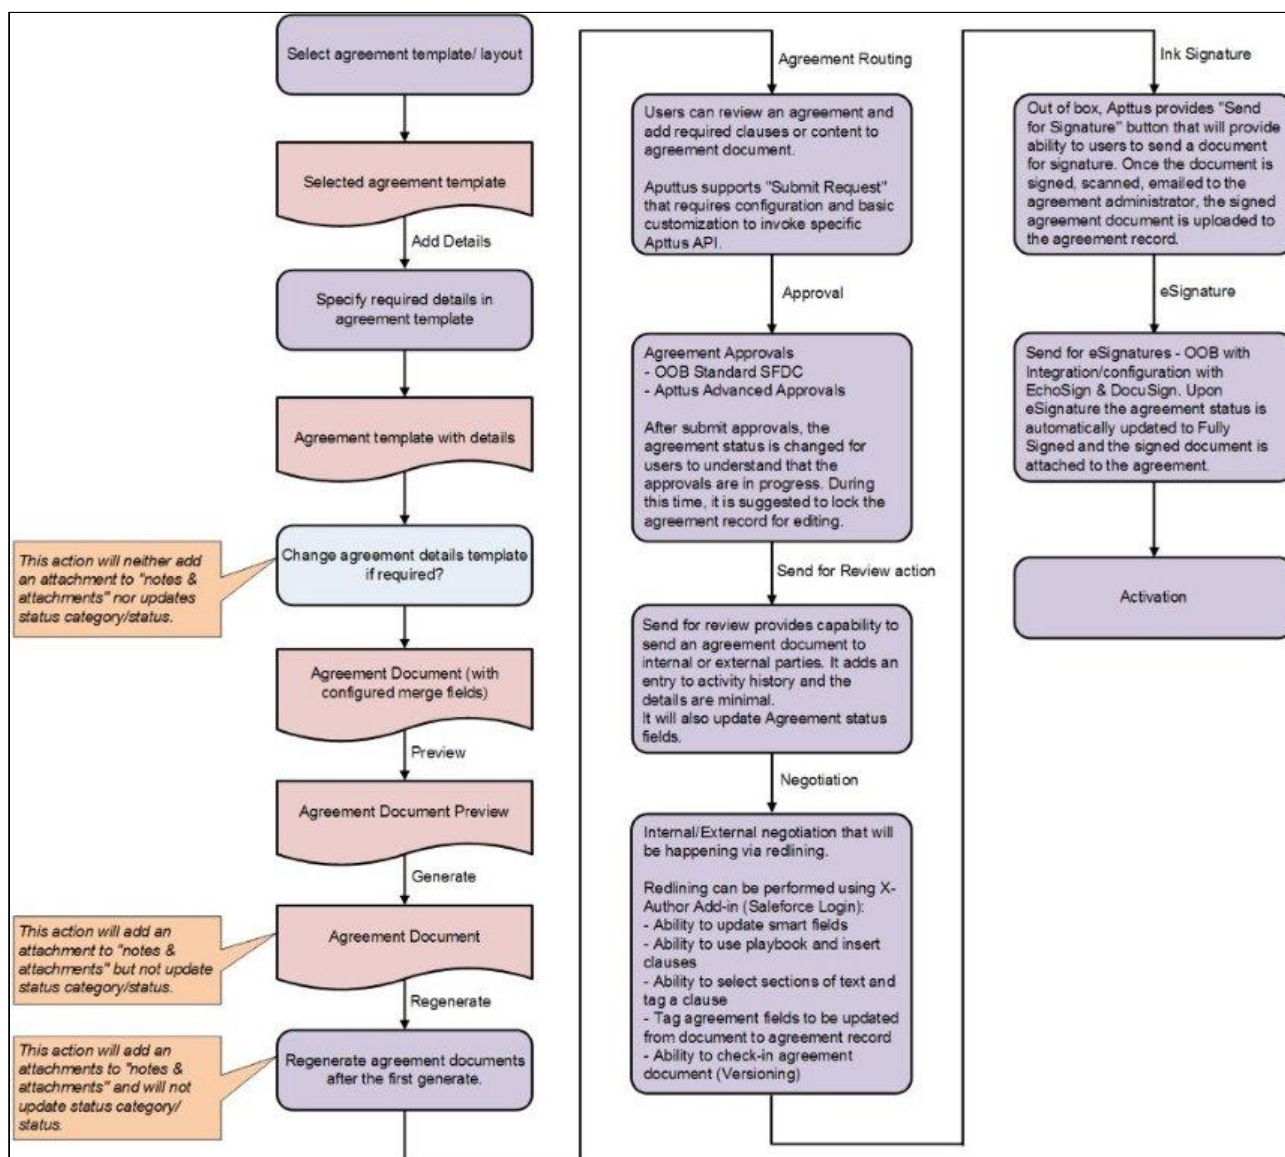 Select agreement template/ layout
Selected agreement template
Add Details
Specify required details in
agreement template
Agreement template with details
This action will neither add
an attachment to "notes &
attachments" nor updates
status category/status.
Change agreement details template
if required?
Agreement Document (with
configured merge fields)
Preview
Agreement Document Preview
Generate
This action will add an
attachment to "notes &
attachments" but not update
status category/status.
Agreement Document
Regenerate
This action will add an
attachments to "notes &
attachments" and will not
update status category/
status.
Regenerate agreement documents
after the first generate.
Agreement Routing
Users can review an agreement and
add required clauses or content to
agreement document.
Aputtus supports "Submit Request"
that requires configuration and basic
customization to invoke specific
Apttus API.
Approval
Agreement Approvals
- OOB Standard SFDC
- Apttus Advanced Approvals
After submit approvals, the
agreement status is changed for
users to understand that the
approvals are in progress. During
this time, it is suggested to lock the
agreement record for editing.
Send for Review action
Send for review provides capability to
send an agreement document to
internal or external parties. It adds an
entry to activity history and the
details are minimal.
It will also update Agreement status
fields.
Negotiation
Internal/External negotiation that will
be happening via redlining.
Redlining can be performed using X-
Author Add-in (Saleforce Login):
- Ability to update smart fields
- Ability to use playbook and insert
clauses
- Ability to select sections of text and
tag a clause
- Tag agreement fields to be updated
from document to agreement record
- Ability to check-in agreement
document (Versioning)
Ink Signature
Out of box, Apttus provides "Send
for Signature" button that will provide
ability to users to send a document
for signature. Once the document is
signed, scanned, emailed to the
agreement administrator, the signed
agreement document is uploaded to
the agreement record.
eSignature
Send for eSignatures - OOB with
Integration/configuration with
EchoSign & DocuSign. Upon
eSignature the agreement status is
automatically updated to Fully
Signed and the signed document is
attached to the agreement.
Activation